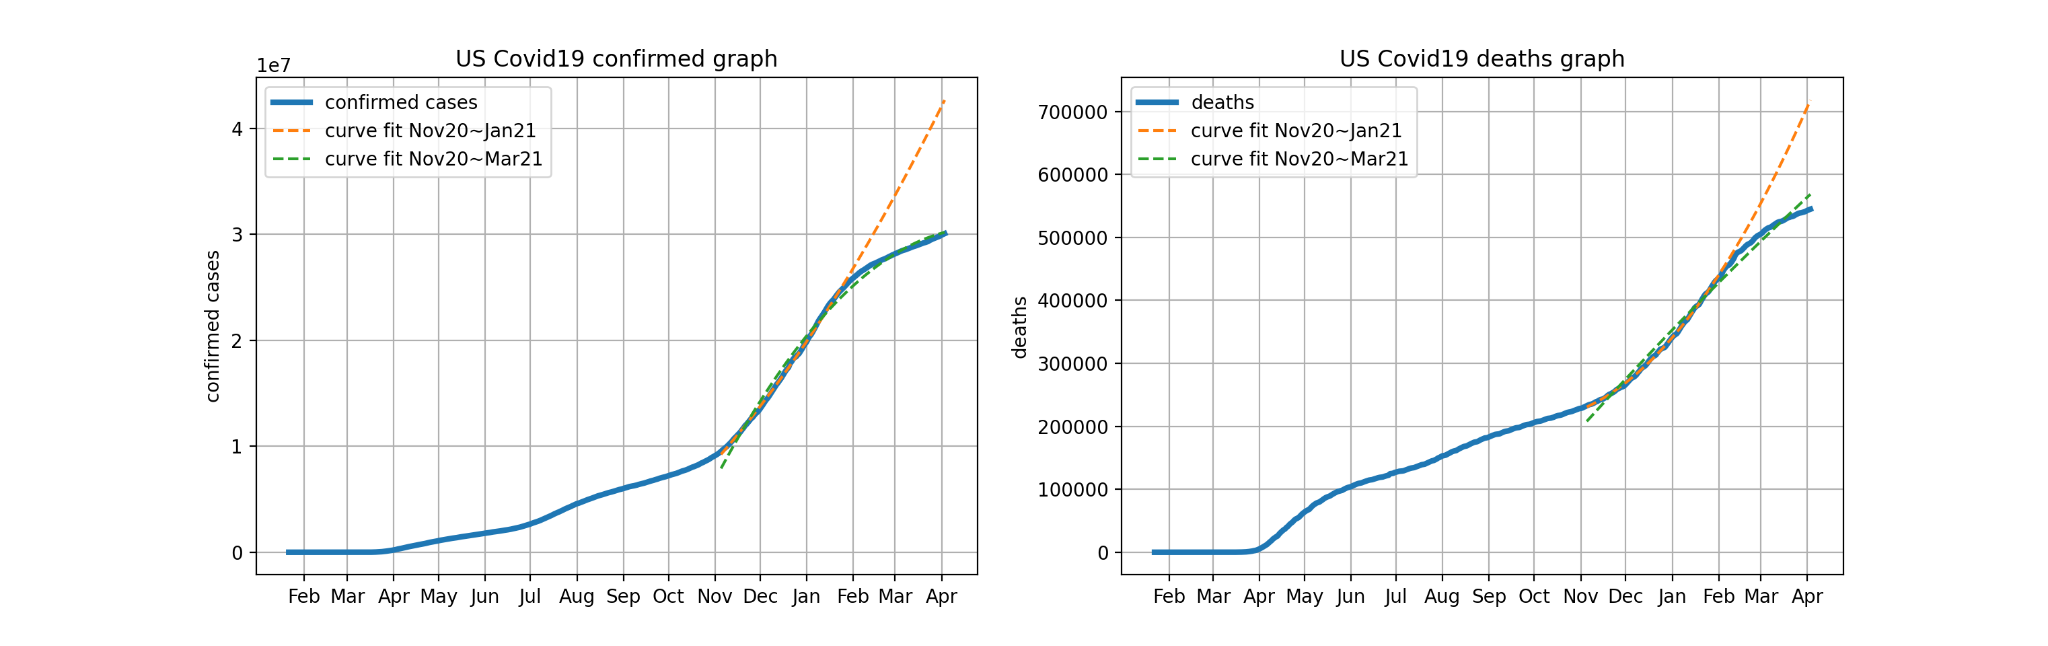 US Covid19 confirmed graph
1e7
confirmed cases
curve fit Nov20~Jan21
curve fit Nov20~Mar21
4
3
2
1
0
confirmed cases
Feb Mar Apr May Jun Jul Aug Sep Oct Nov Dec Jan Feb Mar Apr
US Covid19 deaths graph
deaths
curve fit Nov20~Jan21
curve fit Nov20~Mar21
700000
600000
500000
400000
300000
200000
100000
0
deaths
Feb Mar Apr May Jun Jul Aug Sep Oct Nov Dec Jan Feb Mar Apr